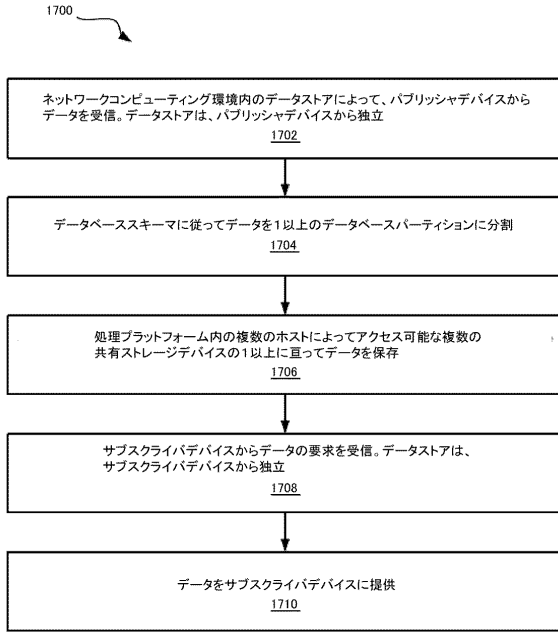 1700
ネットワークコンピューティング環境内のデータストアによって、パブリッシャデバイスから
データを受信。データストアは、パブリッシャデバイスから独立
1702
データベーススキーマに従ってデータを1以上のデータベースパーティションに分割
1704
処理プラットフォーム内の複数のホストによってアクセス可能な複数の
共有ストレージデバイスの1以上に亘ってデータを保存
1706
サブスクライバデバイスからデータの要求を受信。データストアは、
サブスクライバデバイスから独立
1708
データをサブスクライバデバイスに提供
1710